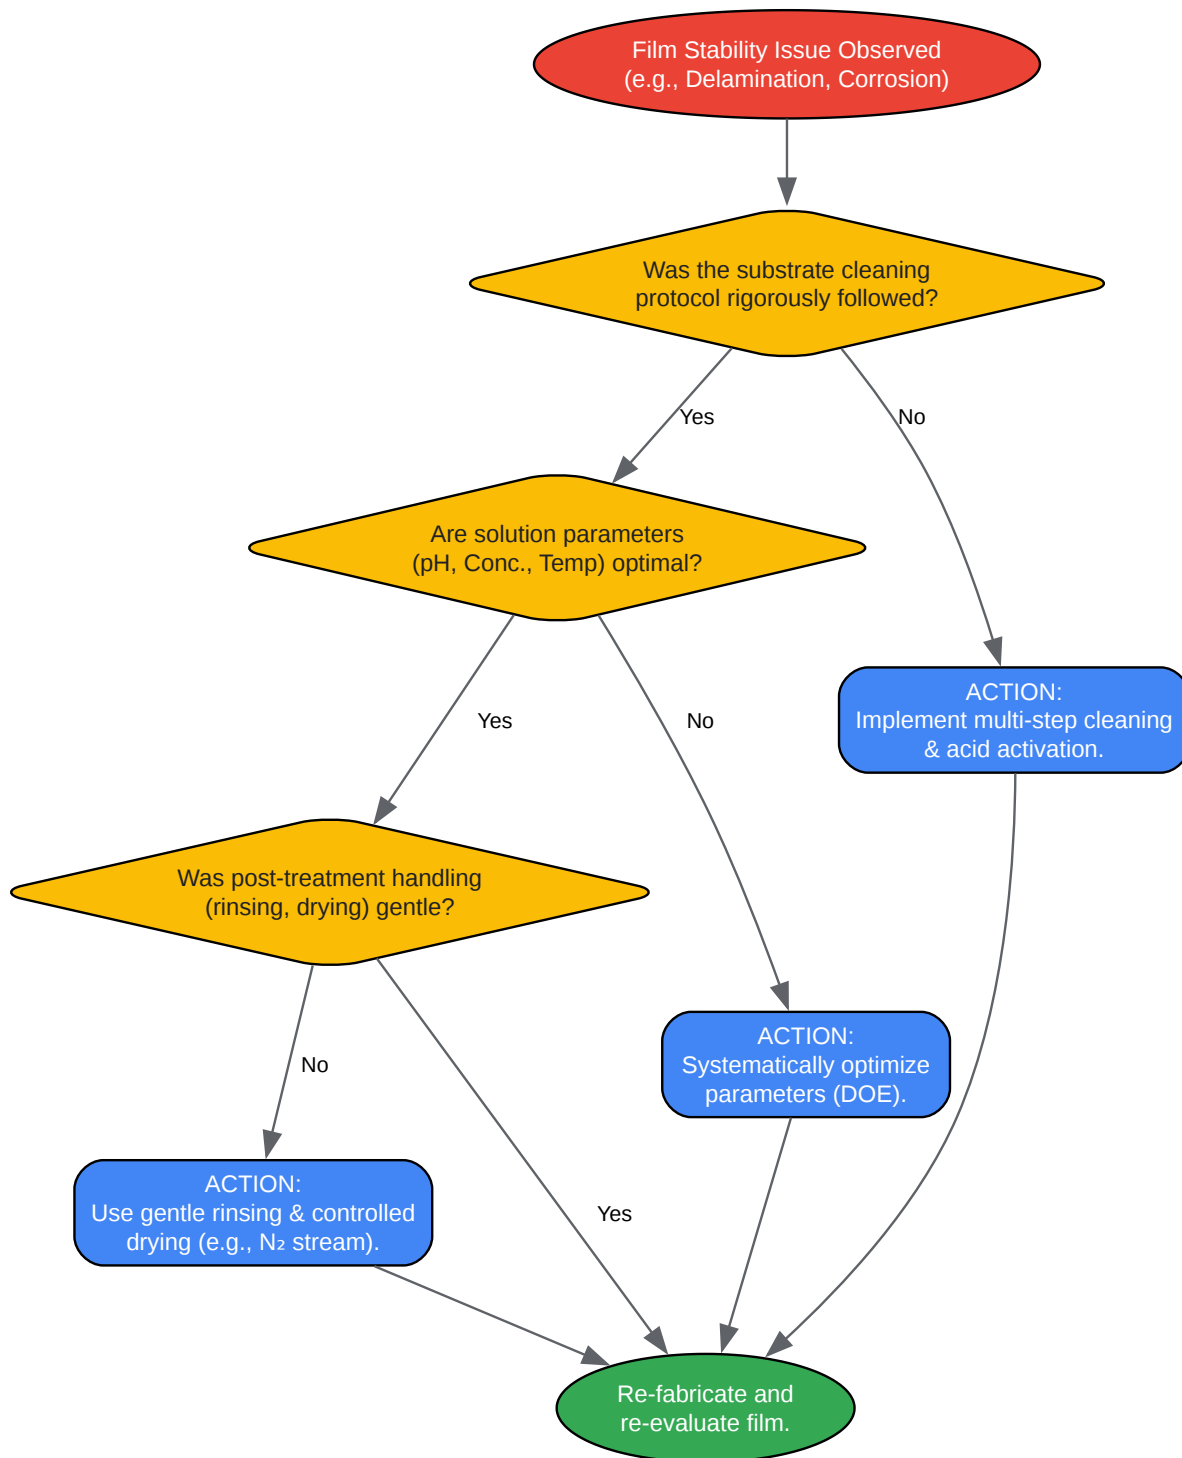 Film Stability Issue Observed
(e.g., Delamination, Corrosion)
Was the substrate cleaning
protocol rigorously followed?
Yes
No
Are solution parameters
(pH, Conc., Temp) optimal?
ACTION:
Implement multi-step cleaning
& acid activation.
Yes
No
Was post-treatment handling
(rinsing, drying) gentle?
ACTION:
Systematically optimize
parameters (DOE).
No
Yes
ACTION:
Use gentle rinsing & controlled
drying (e.g., N₂ stream).
Re-fabricate and
re-evaluate film.